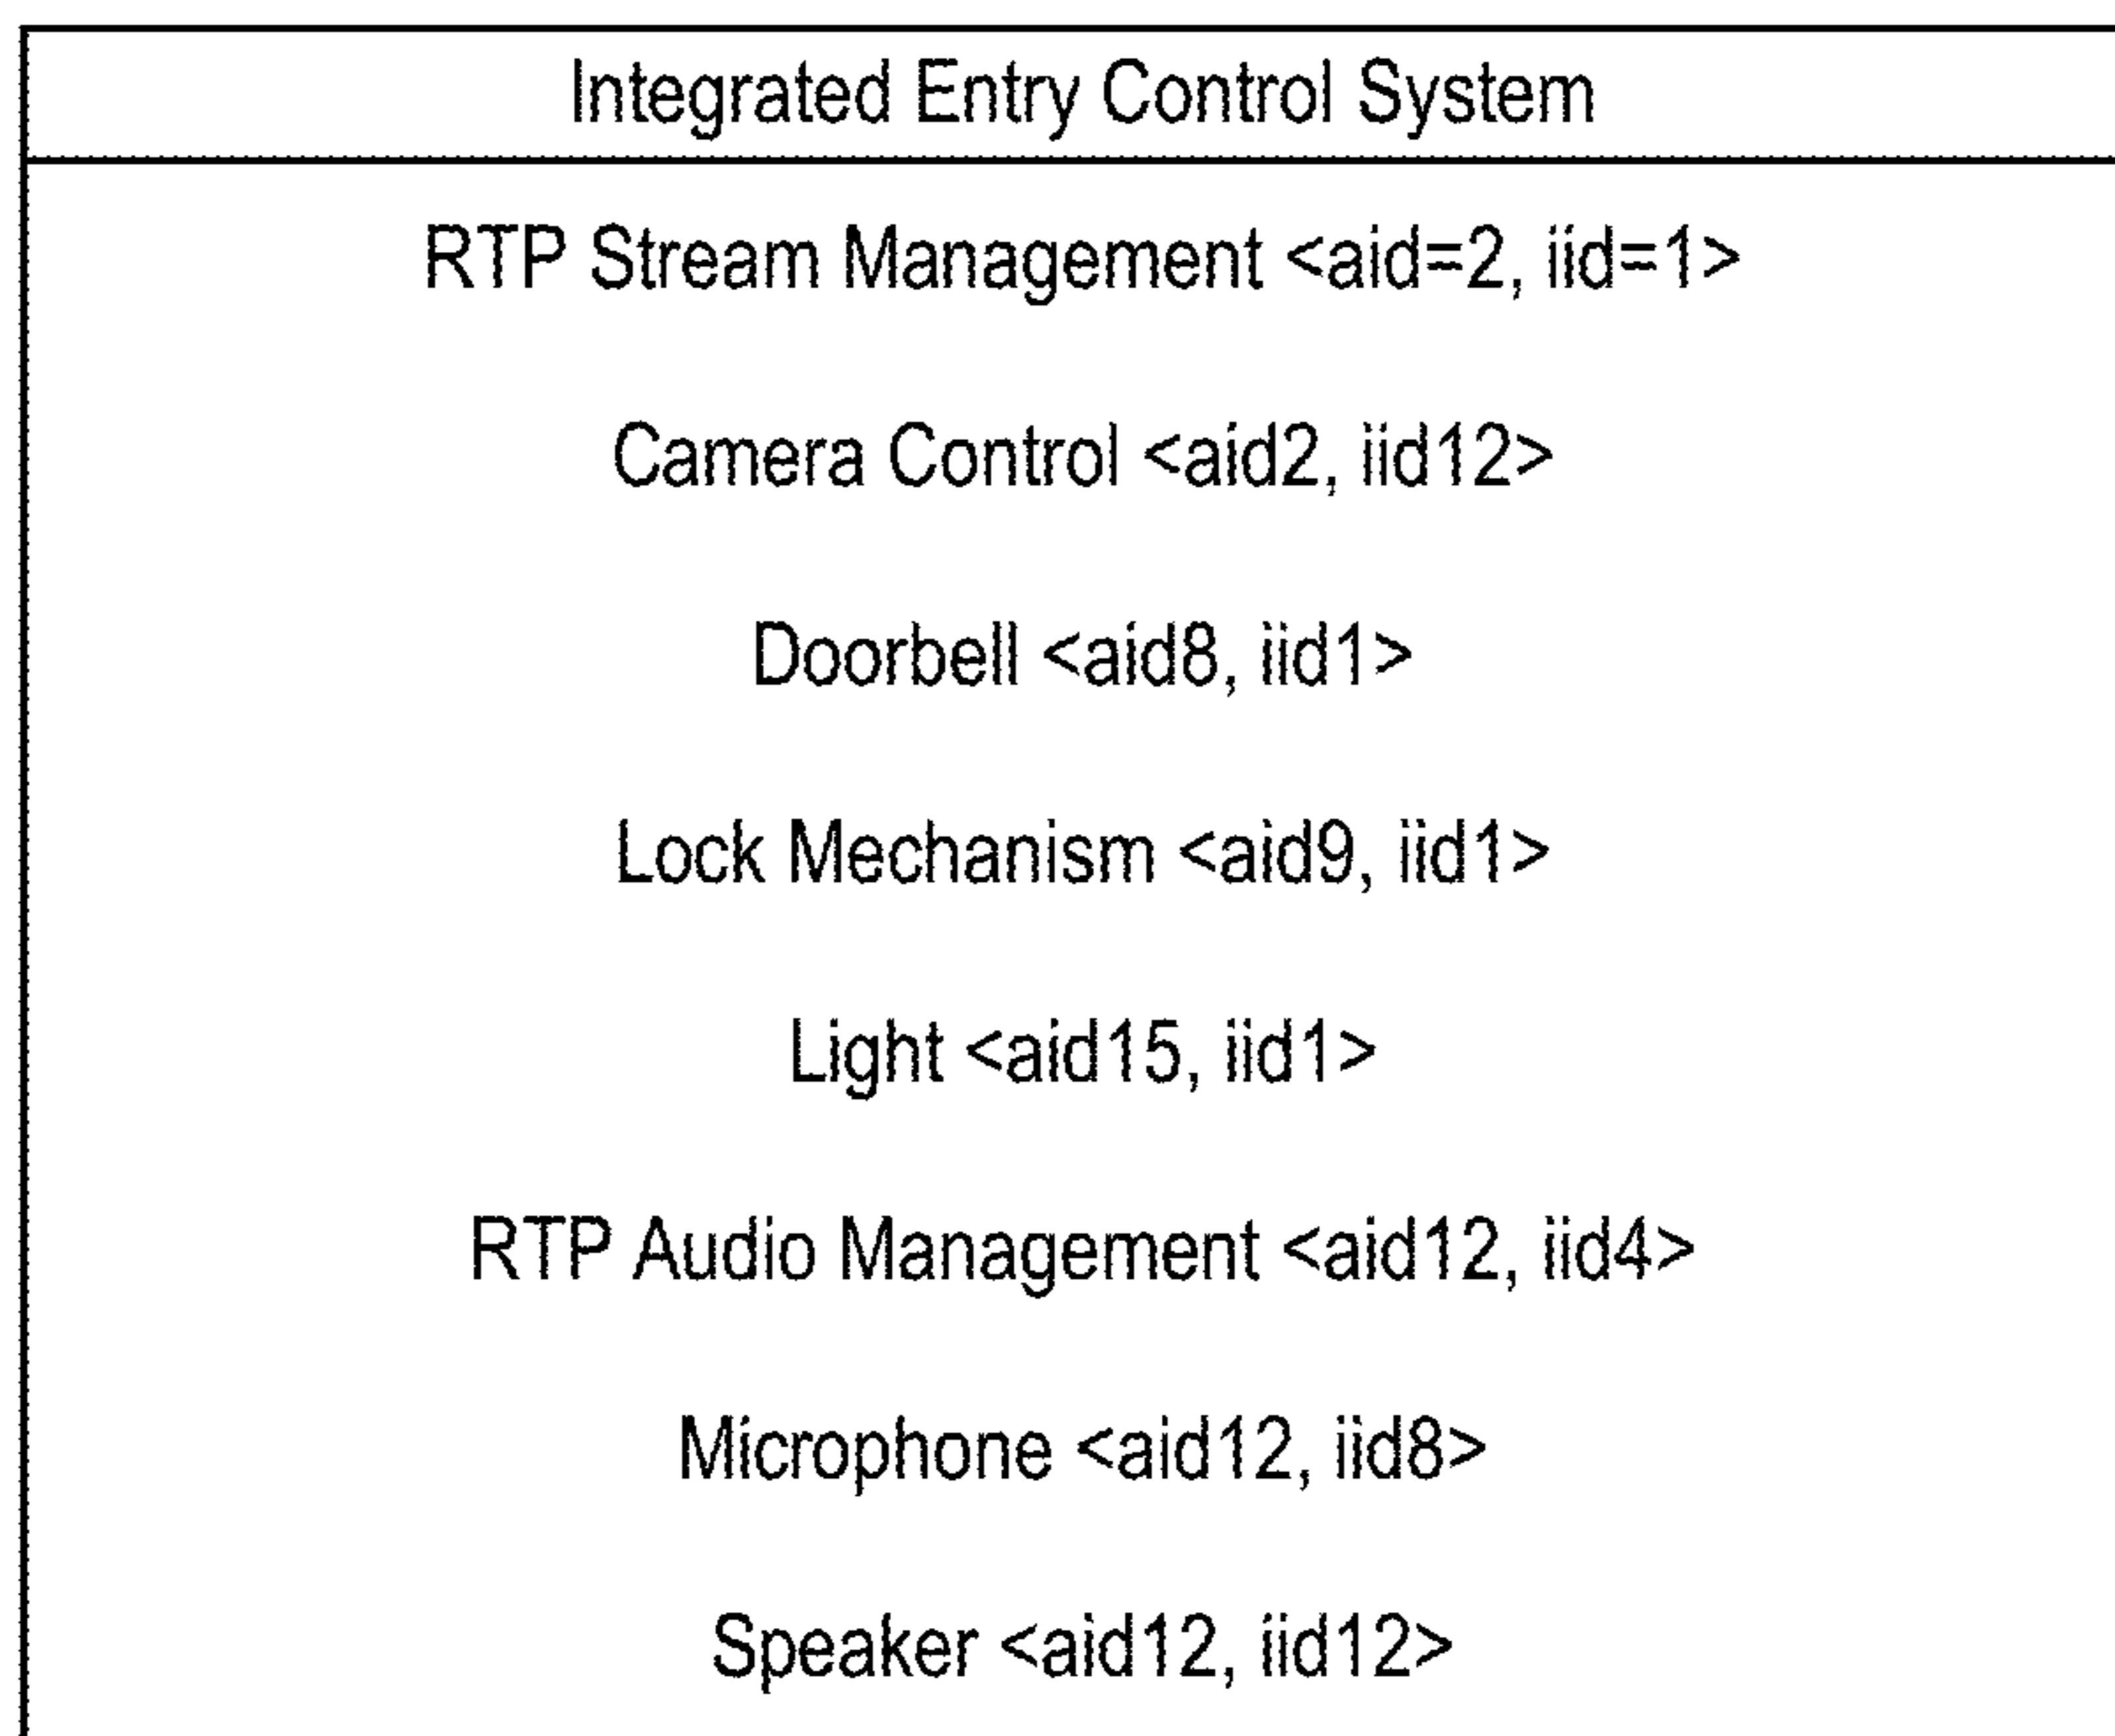 Integrated Entry Control System
RTP Stream Management <aid=2, iid=1>
Camera Control <aid2, iid12>
Doorbell <aid8, iid1>
Lock Mechanism <aid9, iid1>
Light <aid15, iid1>
RTP Audio Management <aid12, iid4>
Microphone <aid12, iid8>
Speaker <aid12, iid12>